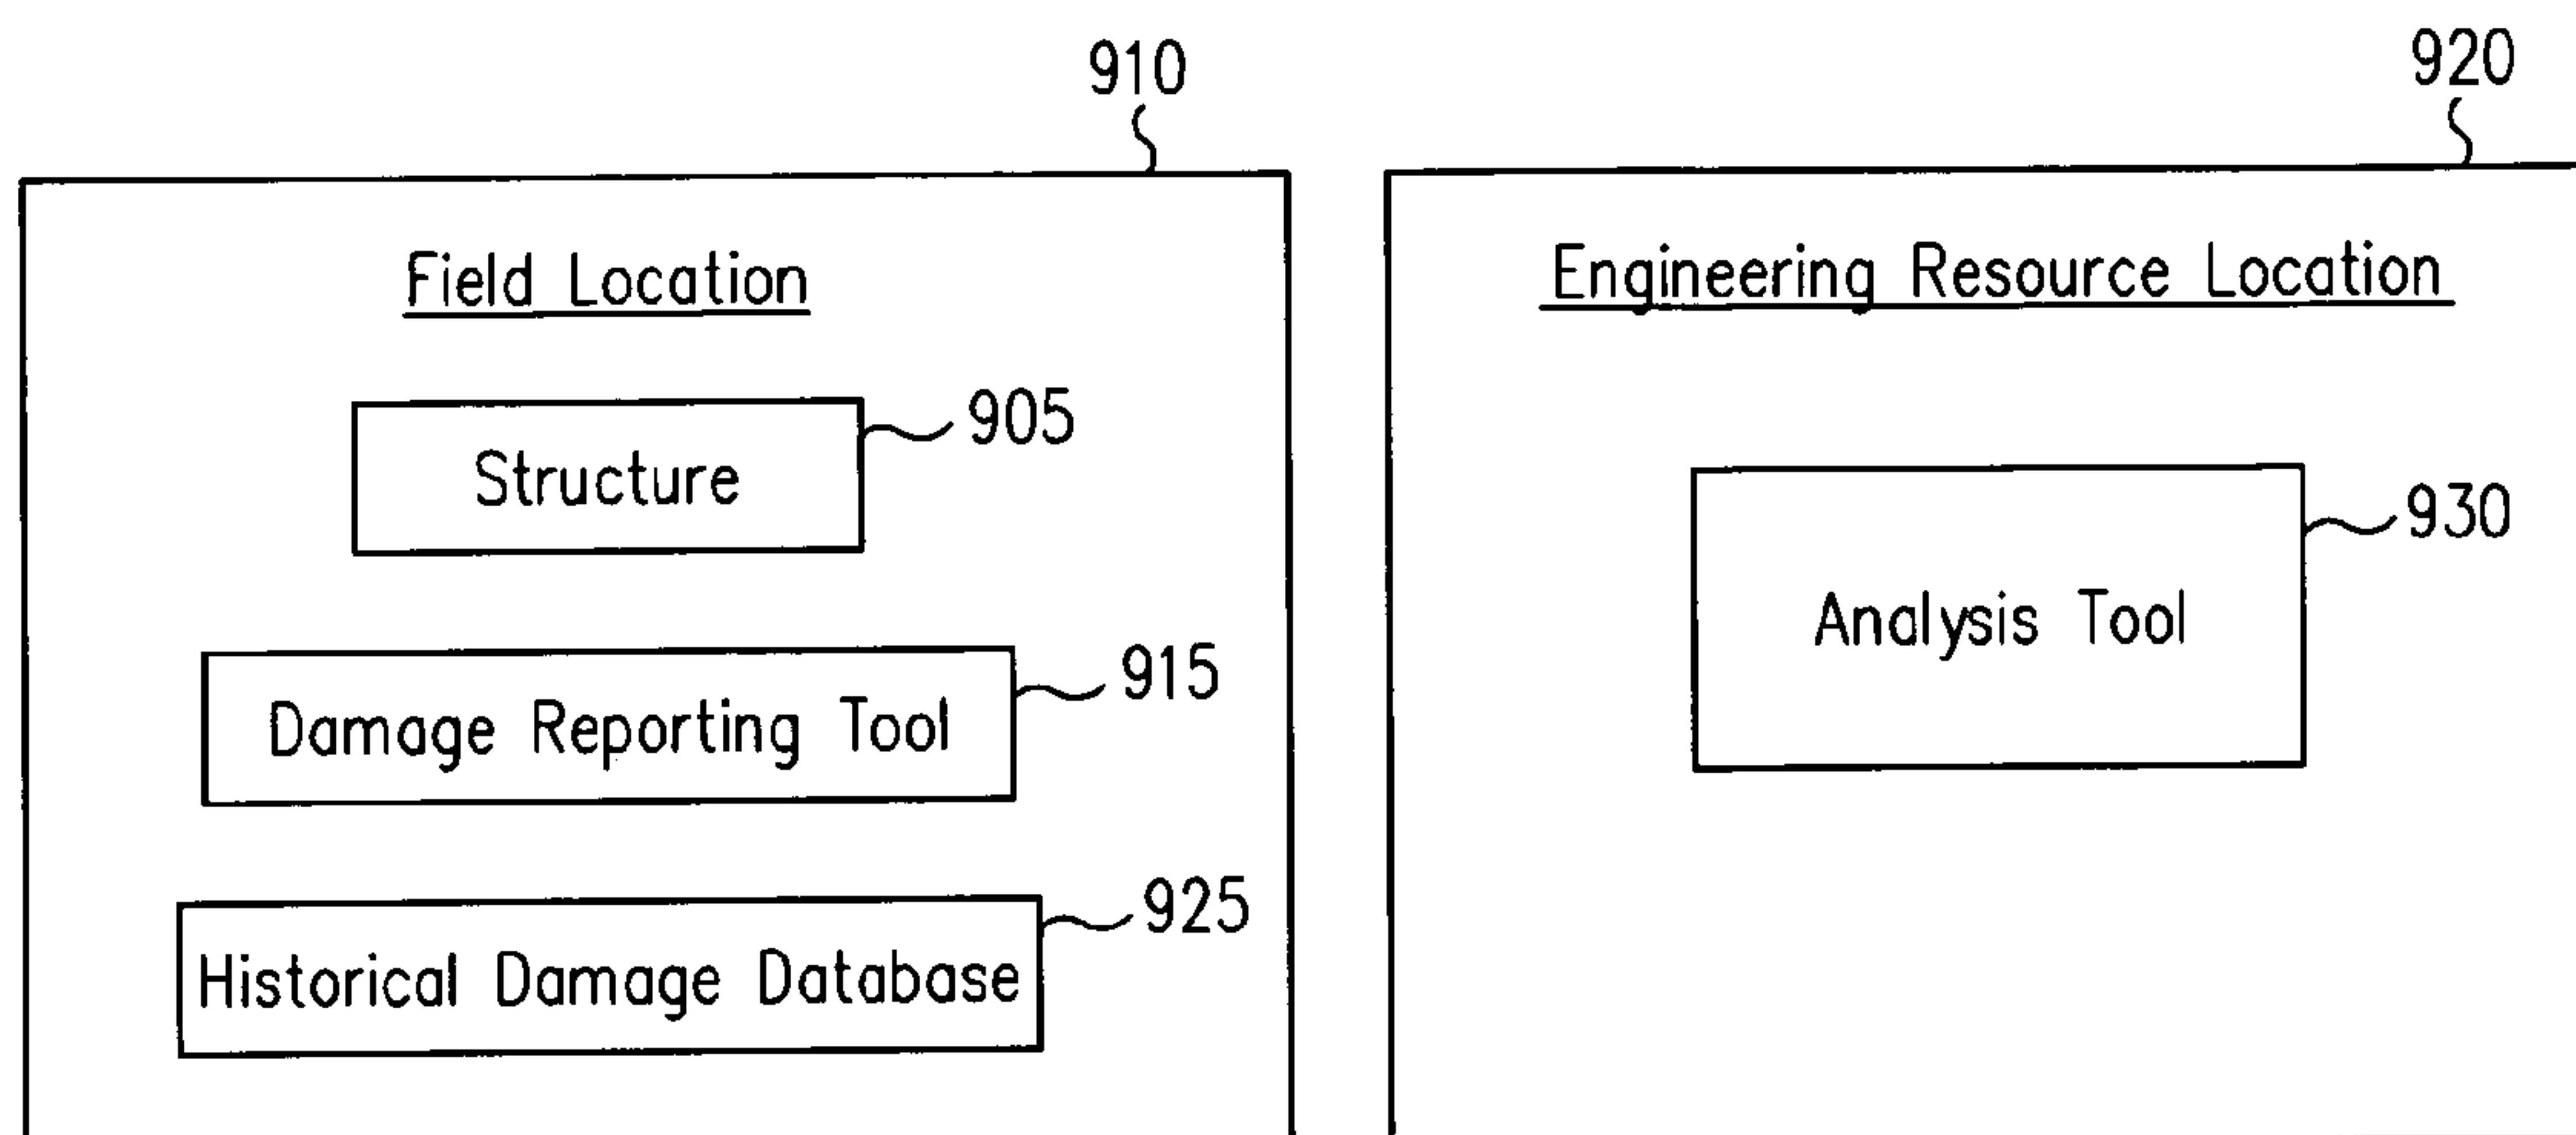 910
920
Field Location
Engineering Resource Location
905
Structure
930
Analysis Tool
915
Damage Reporting Tool
925
Historical Damage Database